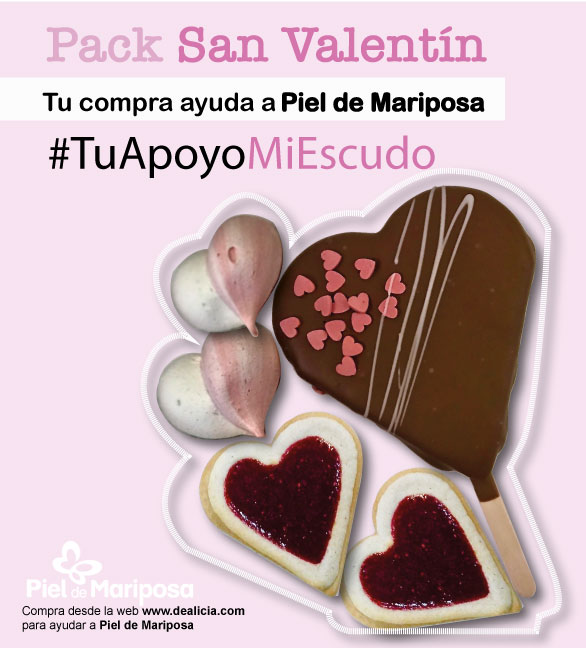 Pack San Valentín
Tu compra ayuda a Piel de Mariposa
#TuApoyoMiEscudo
Piel de Mariposa
Compra desde la web www.dealicia.com
para ayudar a Piel de Mariposa